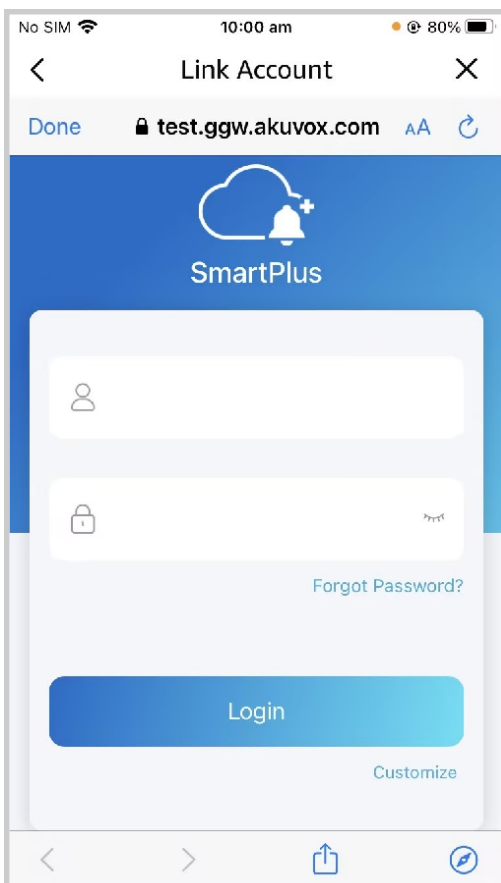 No SIM 10:00 am 80%
Link Account
Done test.ggw.akuvox.com AA
SmartPlus
Forgot Password?
Login
Customize